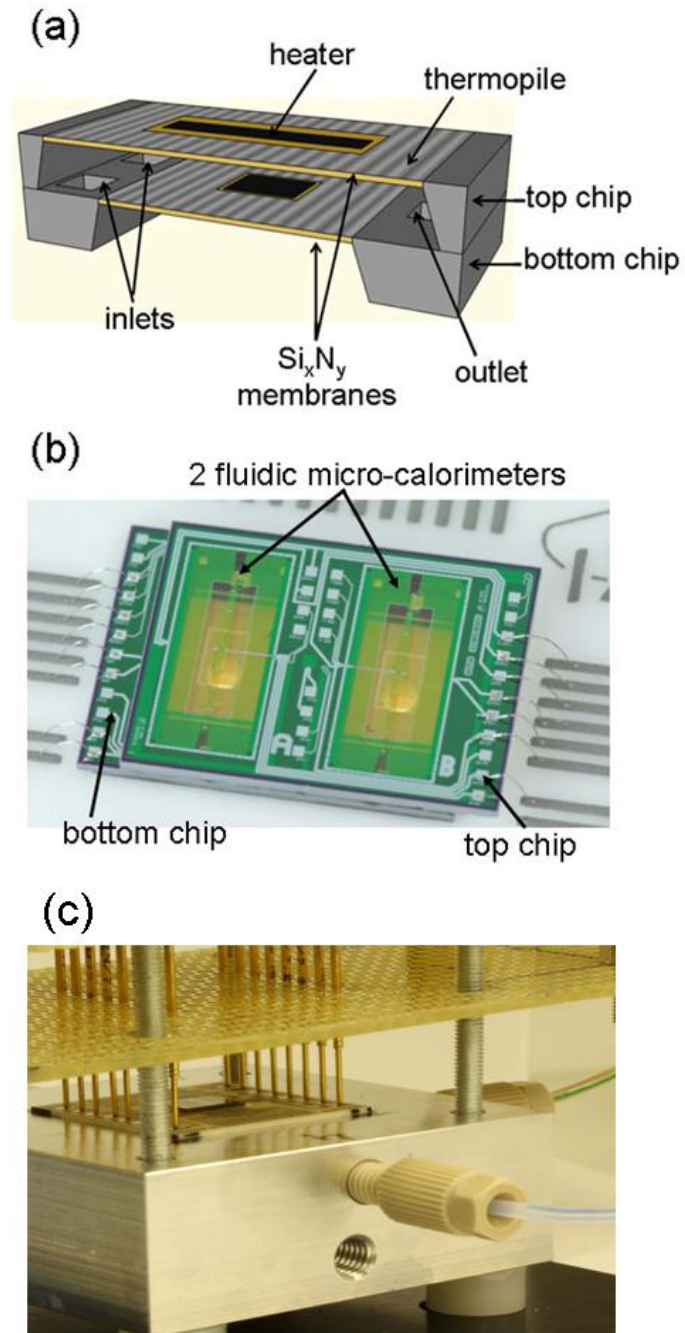 (a)
heater
thermopile
top chip
bottom chip
inlets
SixNy
membranes
outlet
(b)
2 fluidic micro-calorimeters
A
B
bottom chip
top chip
(c)